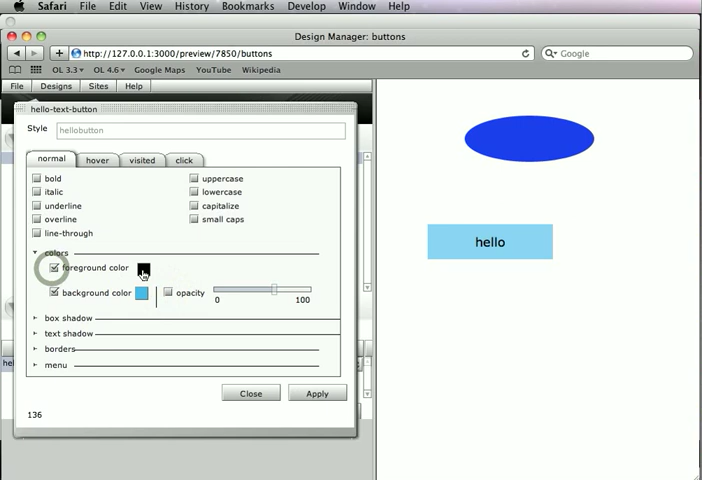 Safari File Edit View History Bookmarks Develop Window Help
Design Manager: buttons
http://127.0.0.1:3000/preview/7850/buttons
Google
OL 3.3 OL 4.6 Google Maps YouTube Wikipedia
File Designs Sites Help
hello-text-button
Style hellobutton
normal hover visited click
bold uppercase
italic lowercase
underline capitalize
overline small caps
line-through
colors
foreground color
background color opacity
0 100
box shadow
text shadow
borders
menu
Close Apply
136
hello